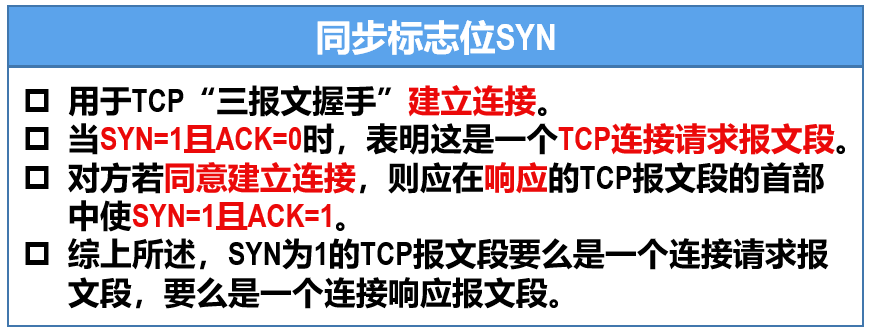 同步标志位SYN
用于TCP“三报文握手”建立连接。
当SYN=1且ACK=0时，表明这是一个TCP连接请求报文段。
对方若同意建立连接，则应在响应的TCP报文段的首部
中使SYN=1且ACK=1。
综上所述，SYN为1的TCP报文段要么是一个连接请求报
文段，要么是一个连接响应报文段。